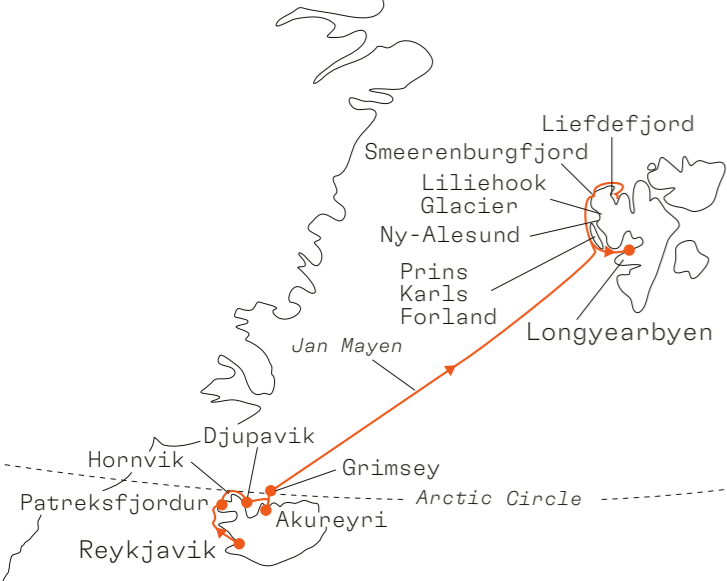 Liefdefjord
Smeerenburgfjord
Liliehook
Glacier
Ny-Alesund
Prins
Karls
Forland
Longyearbyen
Jan Mayen
Djupavik
Hornvik
Grimsey
Patreksfjordur
Arctic Circle
Akureyri
Reykjavik